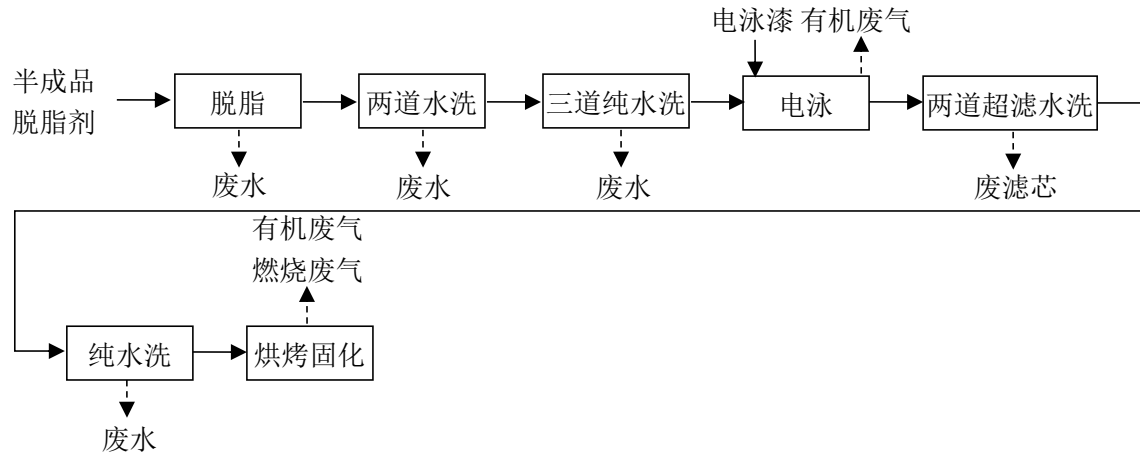 电泳漆 有机废气
半成品
脱脂剂
脱脂
两道水洗
三道纯水洗
电泳
两道超滤水洗
废水
废水
废水
废滤芯
有机废气
燃烧废气
纯水洗
烘烤固化
废水